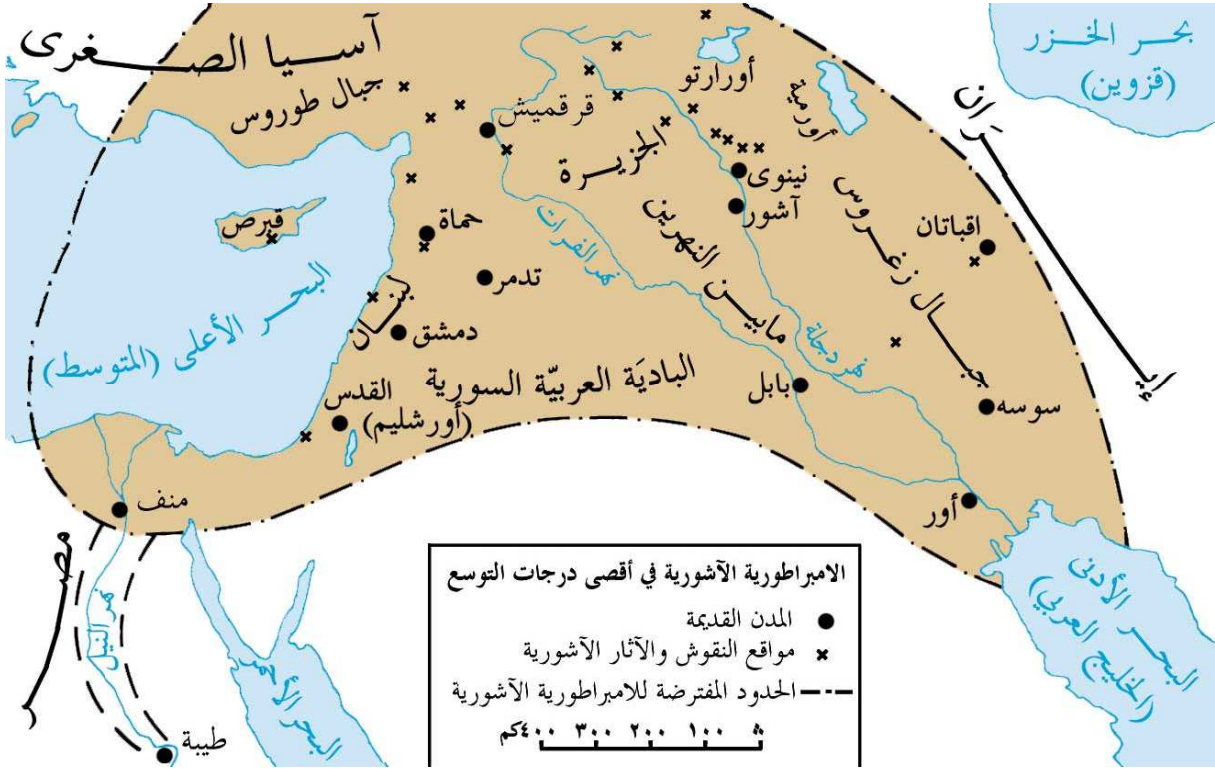 آسيا الصغرى
جبال طوروس
قرقميش
أورارتو
أورمية
بحر الخزر
(قزوين)
إيران
الجزيرة
نينوى
آشور
اقباتان
جبال زغروس
ما بين النهرين
نهر الفرات
نهر دجلة
قبرص
حماة
تدمر
لبنان
دمشق
البحر الأعلى (المتوسط)
البادية العربيّة السورية
بابل
سوسه
القدس
(أورشليم)
منف
أور
مصر
نهر النيل
البحر الأحمر
طيبة
البحر الأدنى
(الخليج العربي)
الامبراطورية الآشورية في أقصى درجات التوسع
المدن القديمة
مواقع النقوش والآثار الآشورية
الحدود المفترضة للامبراطورية الآشورية
٠ ١٠٠ ٢٠٠ ٣٠٠ ٤٠٠كم